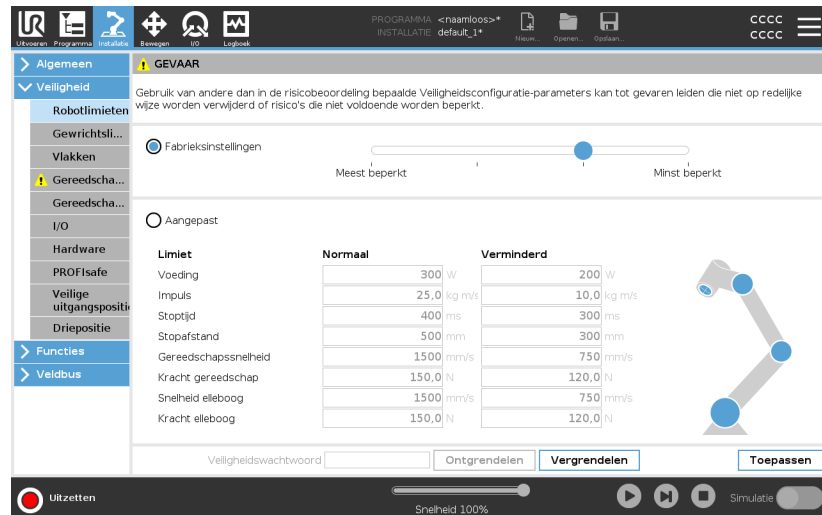 UR
PROGRAMMA <naamloos>*
INSTALLATIE default_1*
cccc
cccc
Uitvoeren Programma Installatie Bewegen I/O Logboek
Nieuw... Openen... Opslaan...
Algemeen
Veiligheid
Robotlimieten
Gewrichtsli...
Vlakken
Gereedscha...
Gereedscha...
I/O
Hardware
PROFIsafe
Veilige
uitgangspositi
Driepositie
Functies
Veldbus
GEVAAR
Gebruik van andere dan in de risicobeoordeling bepaalde Veiligheidsconfiguratie-parameters kan tot gevaren leiden die niet op redelijke
wijze worden verwijderd of risico's die niet voldoende worden beperkt.
Fabrieksinstellingen
Meest beperkt Minst beperkt
Aangepast
Limiet Normaal Verminderd
Voeding 300 W 200 W
Impuls 25,0 kg m/s 10,0 kg m/s
Stoptijd 400 ms 300 ms
Stopafstand 500 mm 300 mm
Gereedschapssnelheid 1500 mm/s 750 mm/s
Kracht gereedschap 150,0 N 120,0 N
Snelheid elleboog 1500 mm/s 750 mm/s
Kracht elleboog 150,0 N 120,0 N
Veiligheidswachtwoord Ontgrendelen Vergrendelen Toepassen
Uitzetten
Snelheid 100%
Simulatie